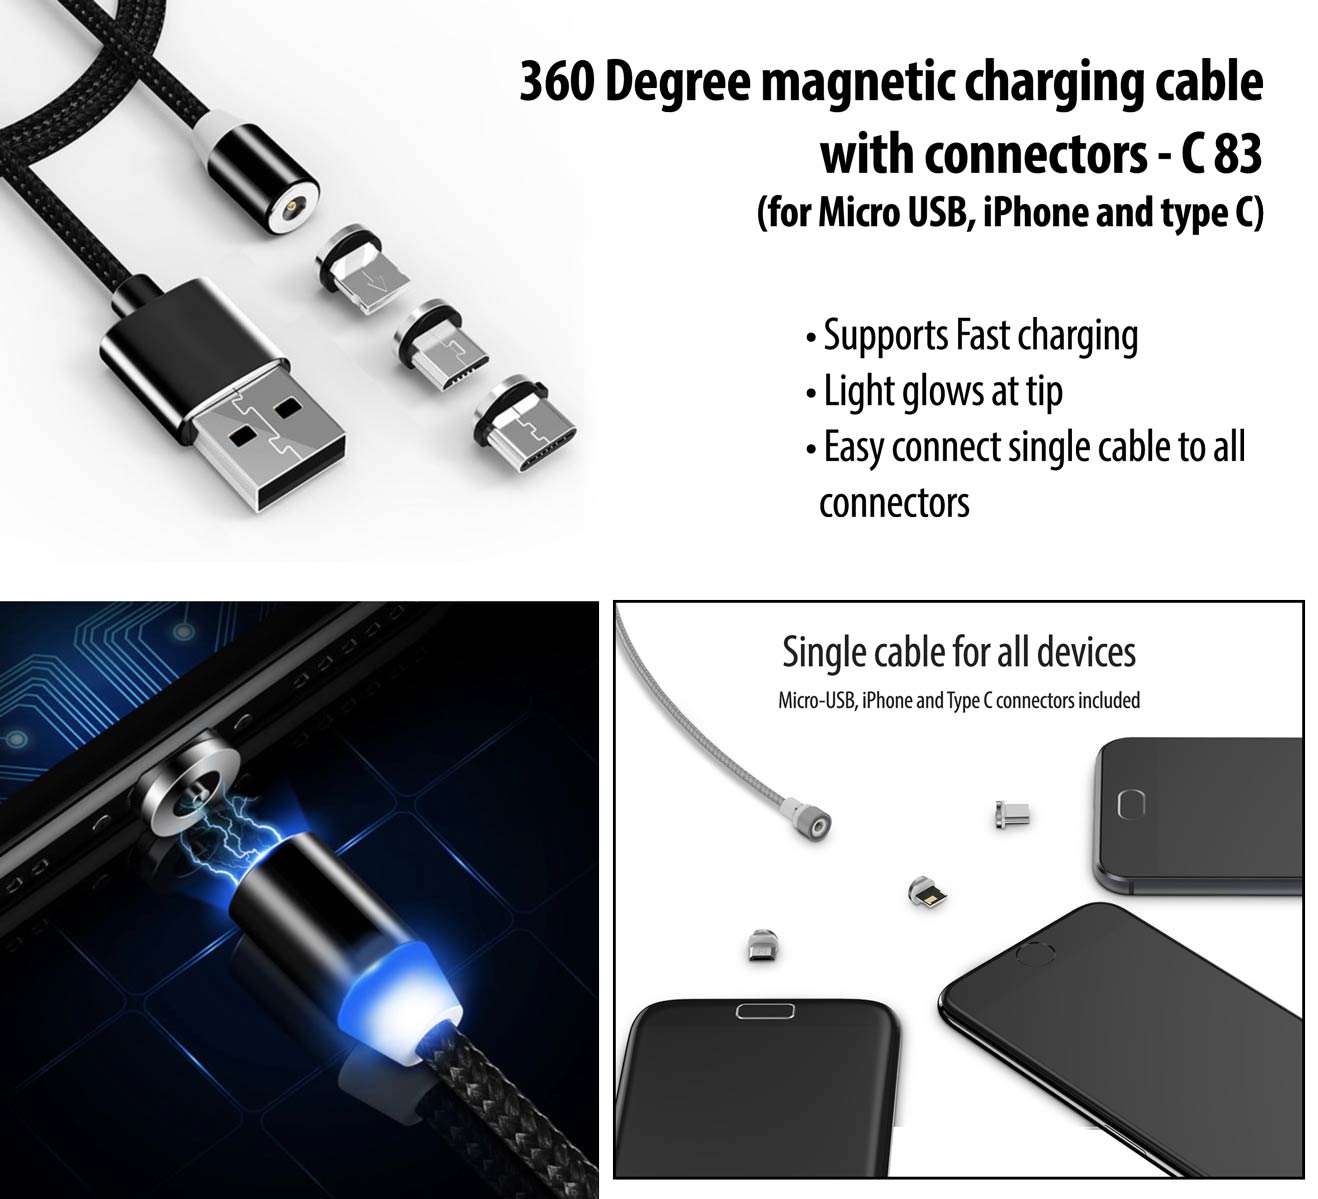 360 Degree magnetic charging cable
with connectors - C 83
(for Micro USB, iPhone and type C)
• Supports Fast charging
• Light glows at tip
• Easy connect single cable to all
connectors
Single cable for all devices
Micro-USB, iPhone and Type C connectors included